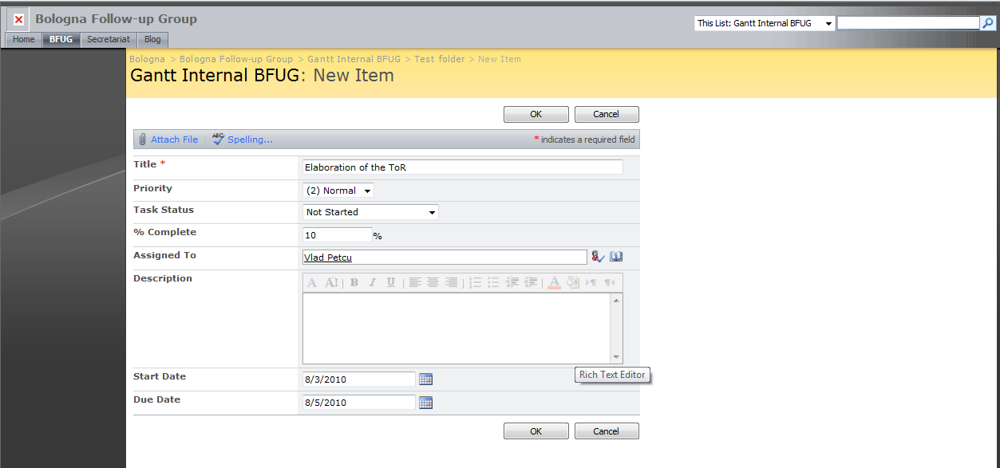 Bologna Follow-up Group
This List: Gantt Internal BFUG
Home BFUG Secretariat Blog
Bologna > Bologna Follow-up Group > Gantt Internal BFUG > Test folder > New Item
Gantt Internal BFUG: New Item
OK Cancel
Attach File ABC Spelling... * indicates a required field
Title * Elaboration of the ToR
Priority (2) Normal
Task Status Not Started
% Complete 10 %
Assigned To Vlad Petcu
Description A A B I U A
Rich Text Editor
Start Date 8/3/2010
Due Date 8/5/2010
OK Cancel